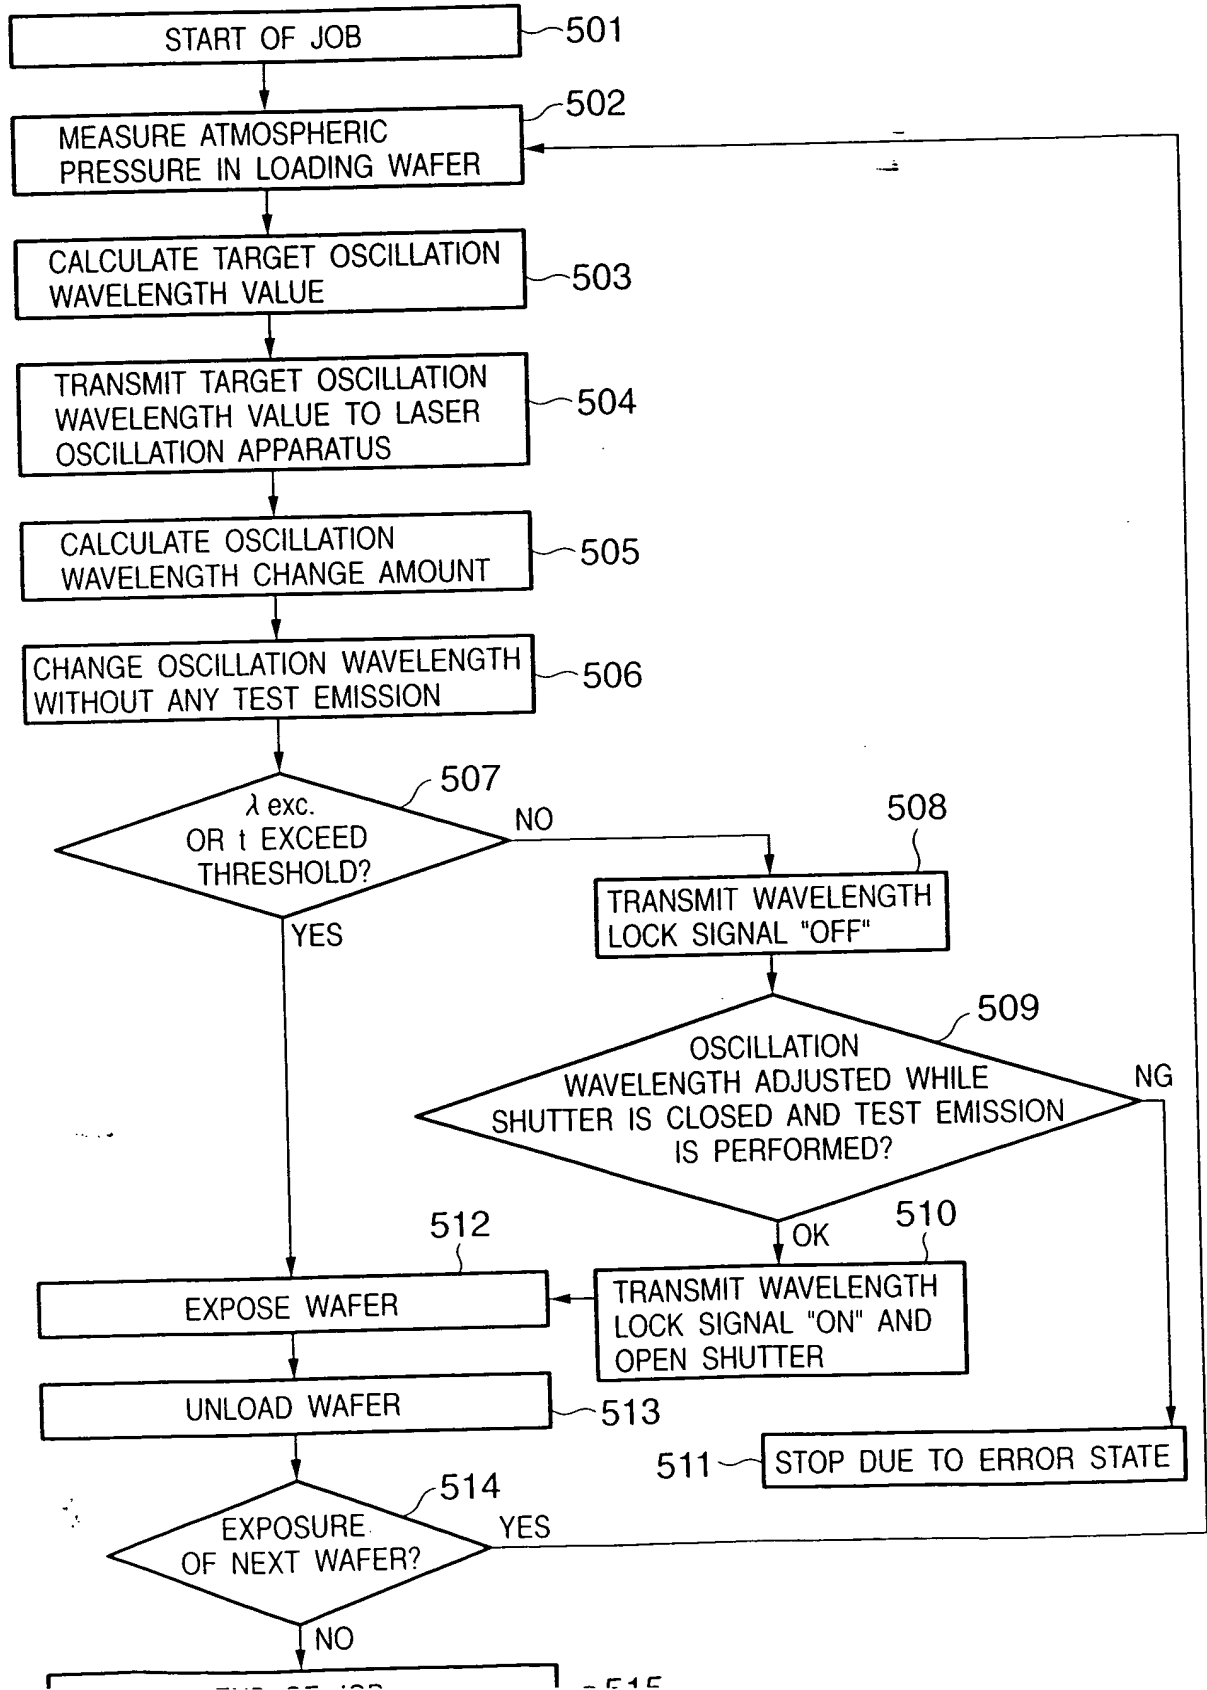 START OF JOB
501
502
MEASURE ATMOSPHERIC
PRESSURE IN LOADING WAFER
CALCULATE TARGET OSCILLATION
WAVELENGTH VALUE
503
TRANSMIT TARGET OSCILLATION
WAVELENGTH VALUE TO LASER
OSCILLATION APPARATUS
504
CALCULATE OSCILLATION
WAVELENGTH CHANGE AMOUNT
505
CHANGE OSCILLATION WAVELENGTH
WITHOUT ANY TEST EMISSION
506
507
λ exc.
OR t EXCEED
THRESHOLD?
NO
YES
508
TRANSMIT WAVELENGTH
LOCK SIGNAL "OFF"
509
OSCILLATION
WAVELENGTH ADJUSTED WHILE
SHUTTER IS CLOSED AND TEST EMISSION
IS PERFORMED?
NG
OK
510
TRANSMIT WAVELENGTH
LOCK SIGNAL "ON" AND
OPEN SHUTTER
512
EXPOSE WAFER
UNLOAD WAFER
513
511
STOP DUE TO ERROR STATE
514
EXPOSURE
OF NEXT WAFER?
YES
NO